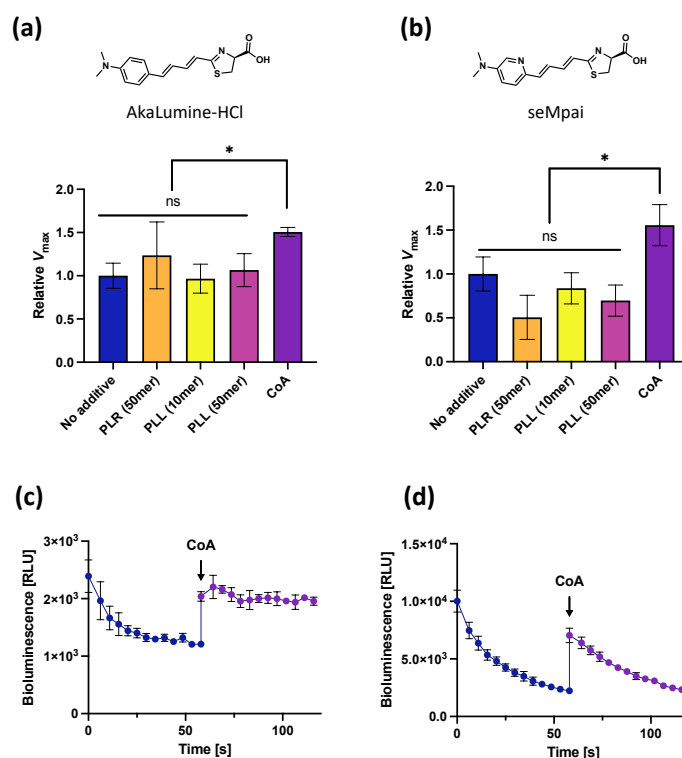 (a)
N
N
S
O
OH
AkaLumine-HCl
*
ns
Relative Vmax
2.0
1.5
1.0
0.5
0.0
No additive
PLR (50mer)
PLL (10mer)
PLL (50mer)
CoA
(b)
N
N
N
S
O
OH
seMpai
*
ns
Relative Vmax
2.0
1.5
1.0
0.5
0.0
No additive
PLR (50mer)
PLL (10mer)
PLL (50mer)
CoA
(c)
CoA
Bioluminescence [RLU]
3×10³
2×10³
1×10³
0
0 50 100
Time [s]
(d)
CoA
Bioluminescence [RLU]
1.5×10⁴
1.0×10⁴
5.0×10³
0.0
0 50 100
Time [s]